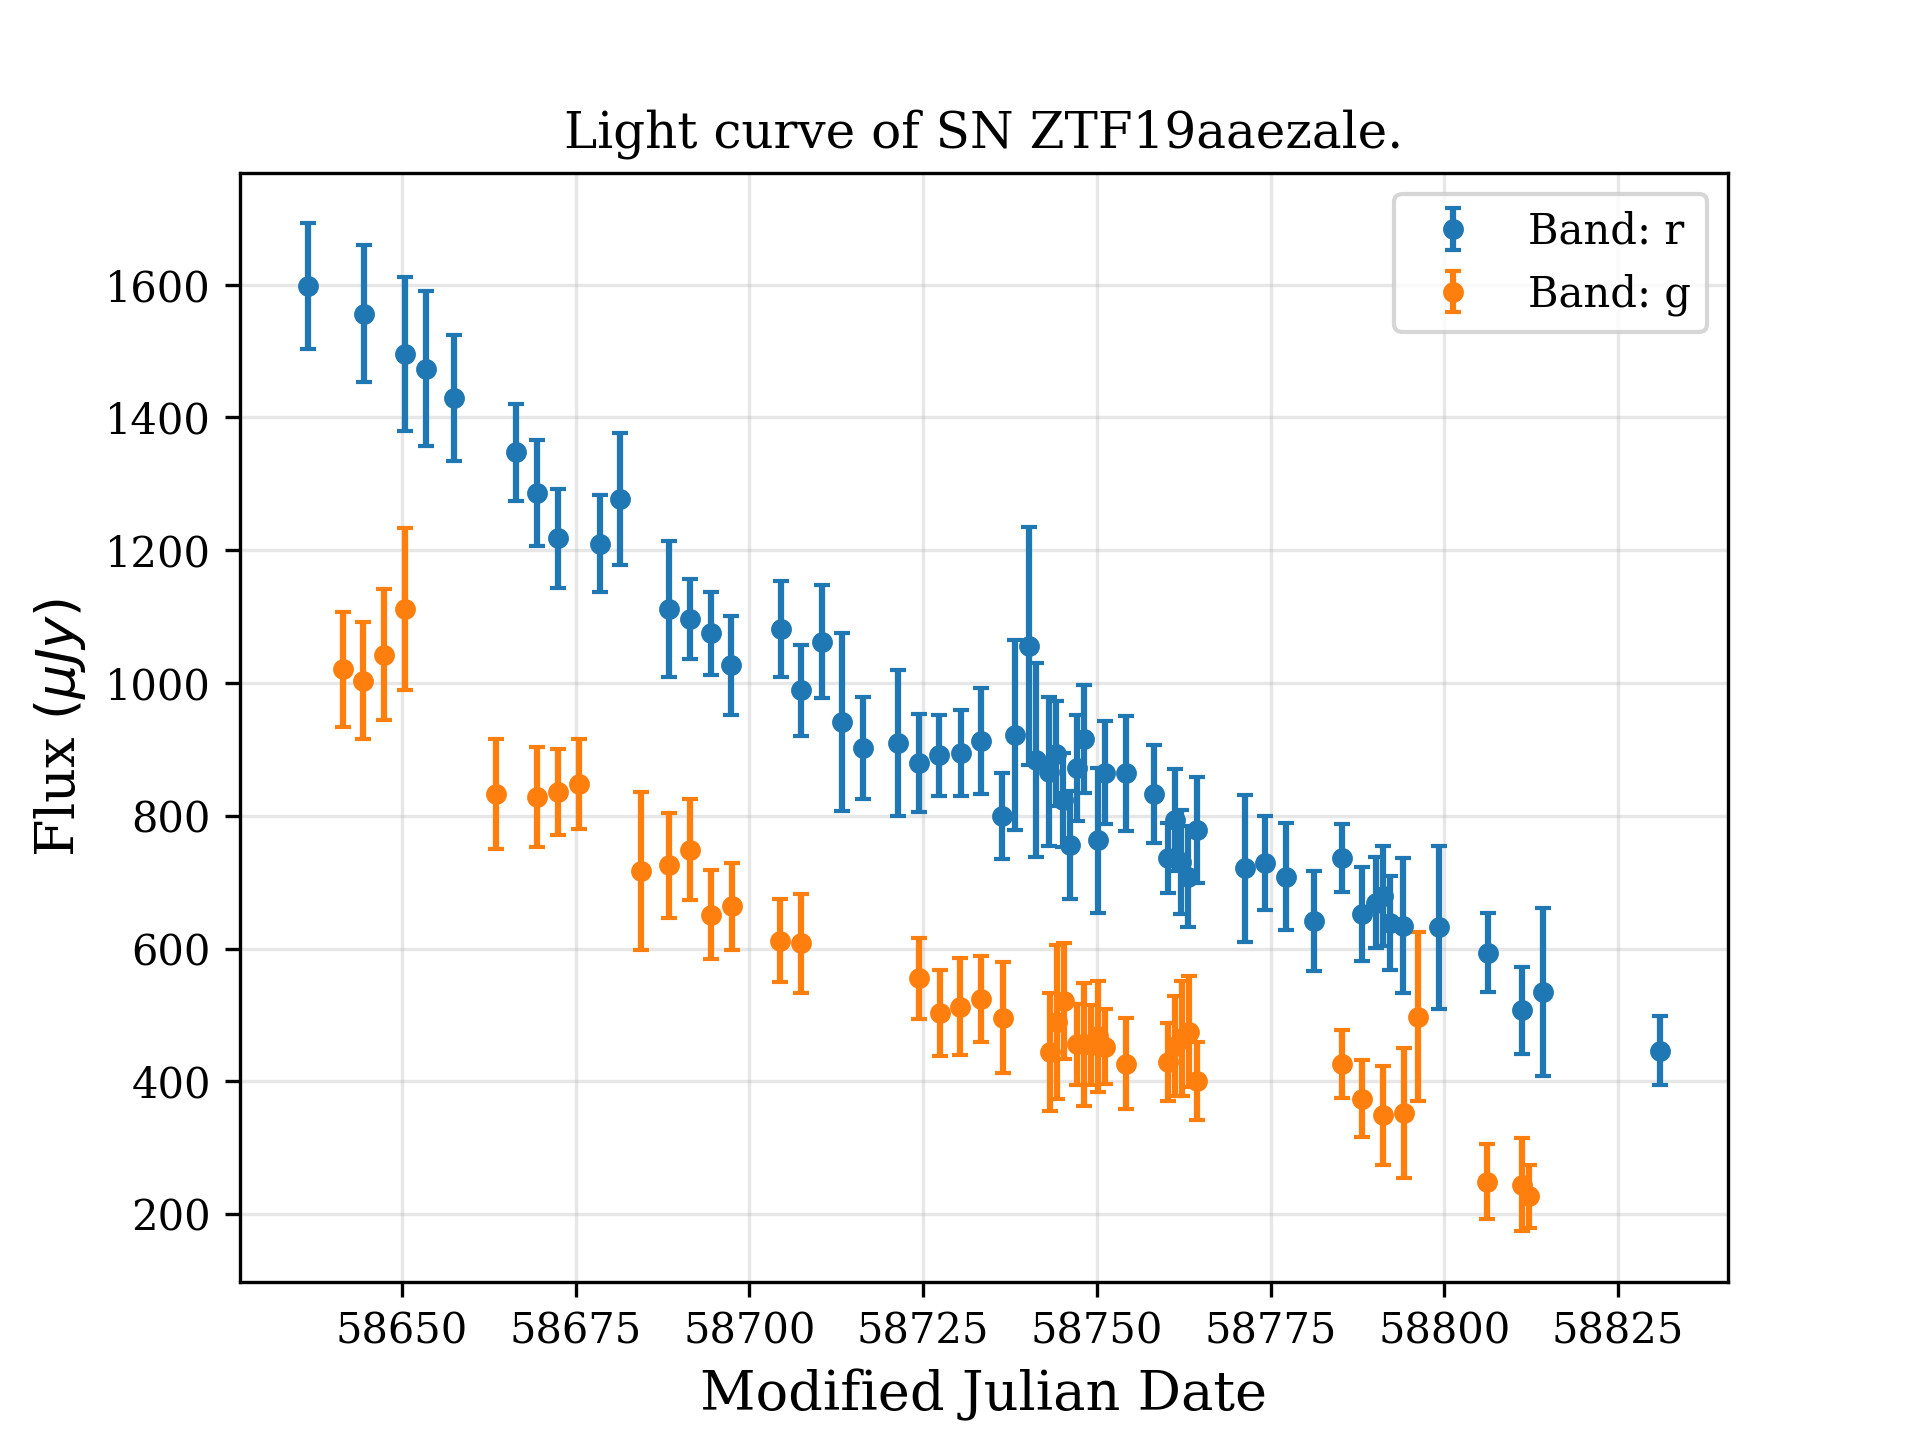 Light curve of SN ZTF19aaezale.
Band: r
Band: g
Flux (μJy)
1600
1400
1200
1000
800
600
400
200
58650 58675 58700 58725 58750 58775 58800 58825
Modified Julian Date